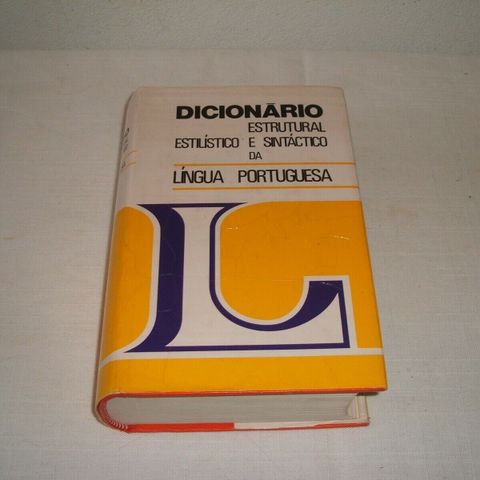 DICIONÁRIO
ESTRUTURAL
ESTILÍSTICO E SINTÁCTICO
DA
LÍNGUA PORTUGUESA
L